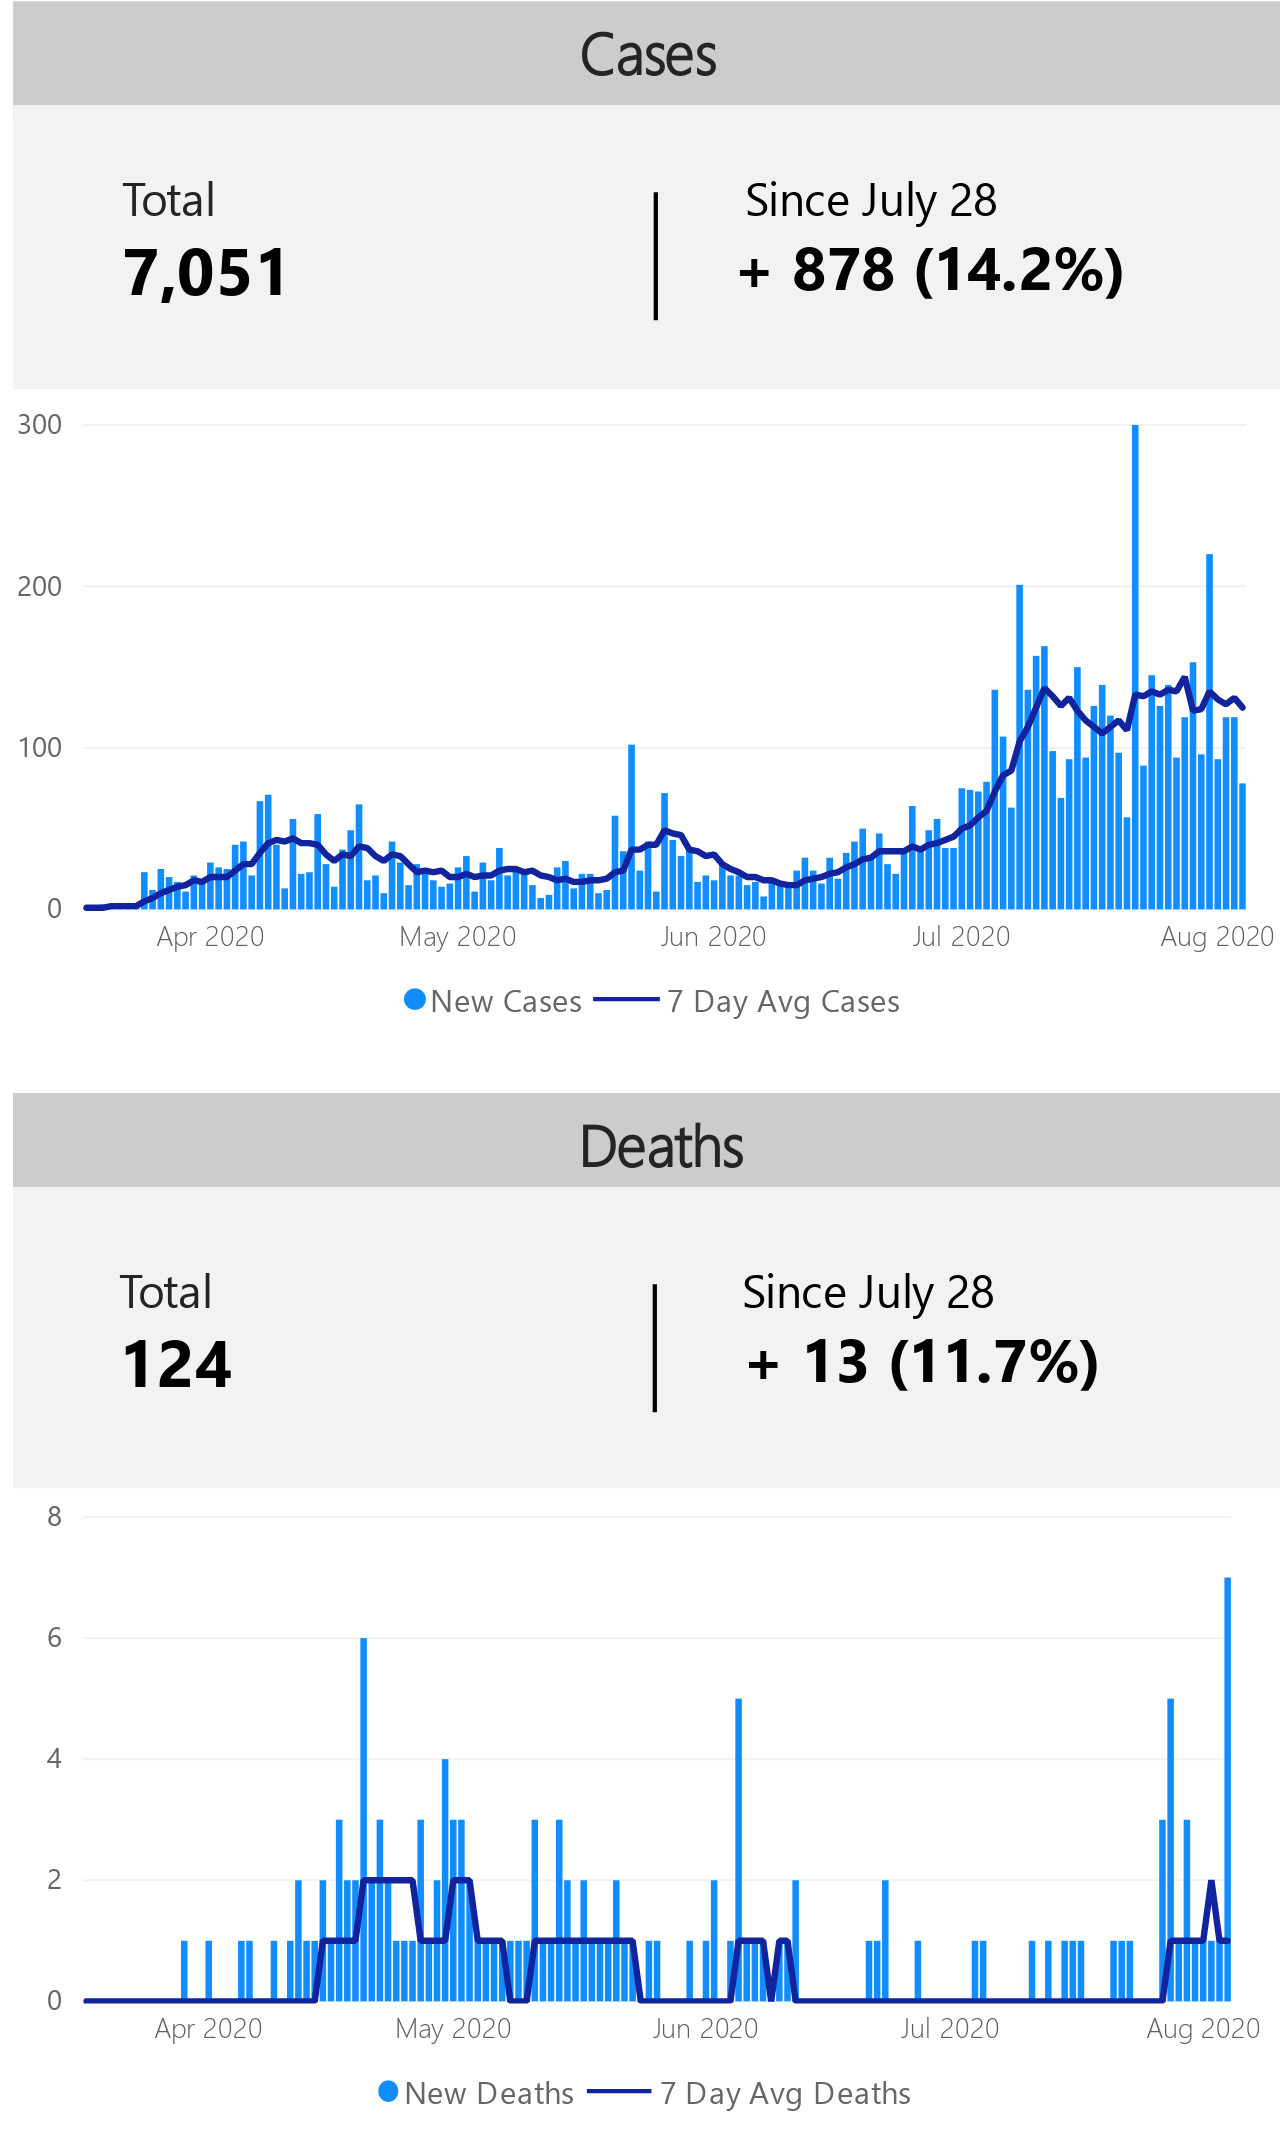 Cases
Total
Since July 28
7,051
+ 878 (14.2%)
300
200
100
0
Apr 2020
May 2020
Jun 2020
Jul 2020
Aug 2020
New Cases
7 Day Avg Cases
Deaths
Total
Since July 28
124
+ 13 (11.7%)
8
6
4
2
0
Apr 2020
May 2020
Jun 2020
Jul 2020
Aug 2020
New Deaths
7 Day Avg Deaths